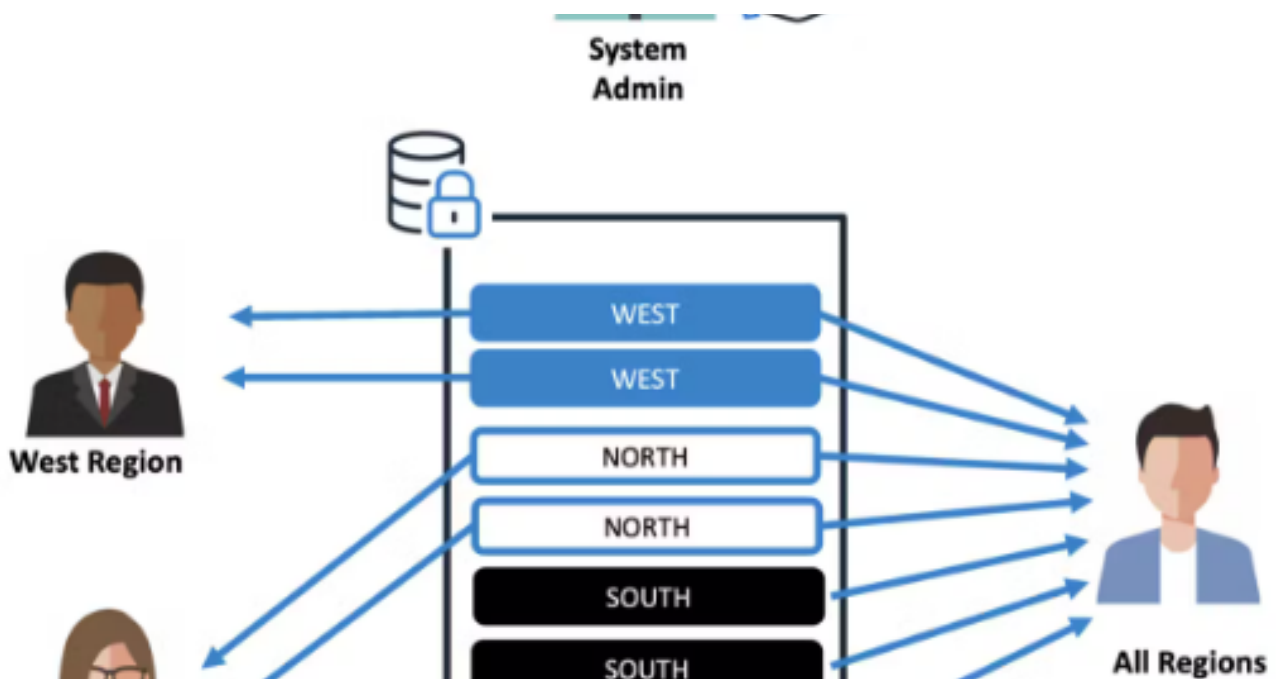 System
Admin
WEST
WEST
West Region
NORTH
NORTH
SOUTH
SOUTH
All Regions